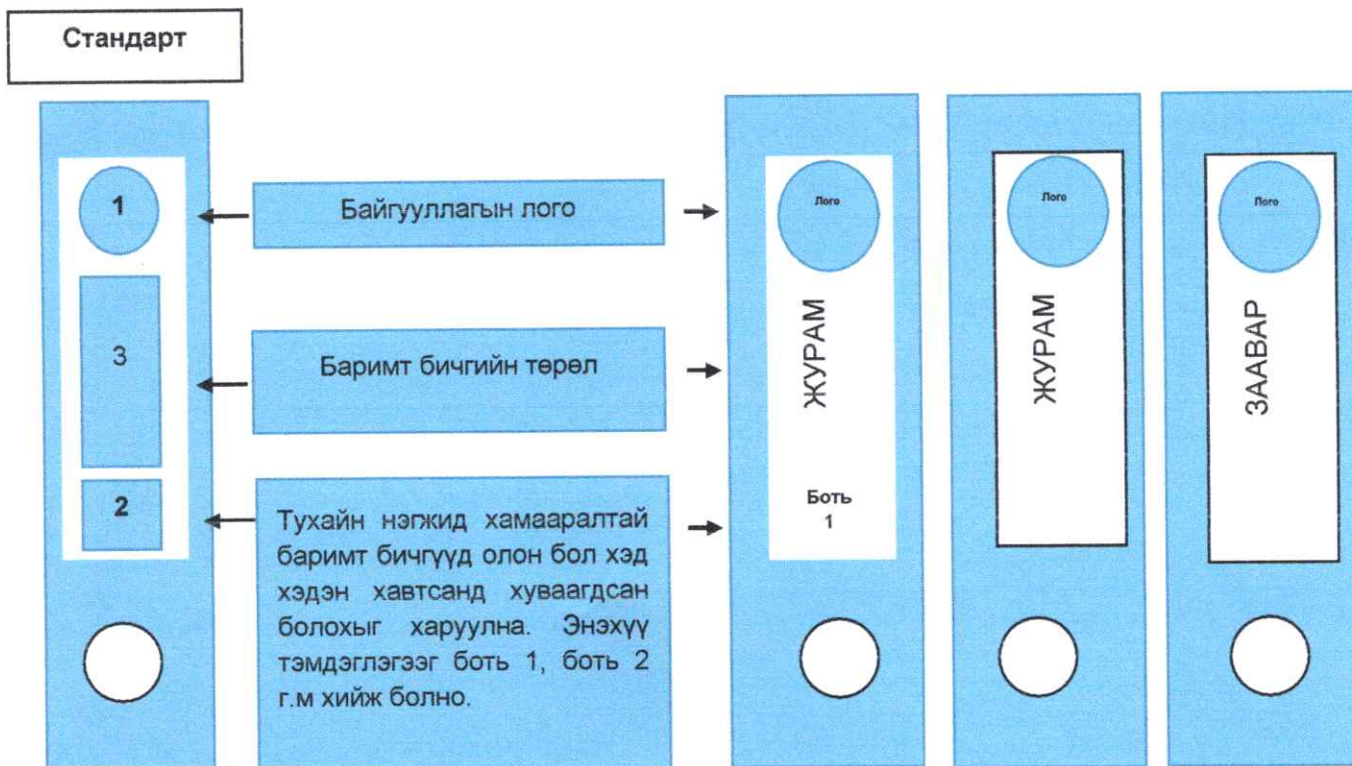 Стандарт
1
3
2
Байгууллагын лого
Баримт бичгийн төрөл
Тухайн нэгжид хамааралтай
баримт бичгүүд олон бол хэд
хэдэн хавтсанд хуваагдсан
болохыг харуулна. Энэхүү
тэмдэглэгээг боть 1, боть 2
г.м хийж болно.
Лого
ЖУРАМ
Боть
1
Лого
ЖУРАМ
Лого
ЗААВАР